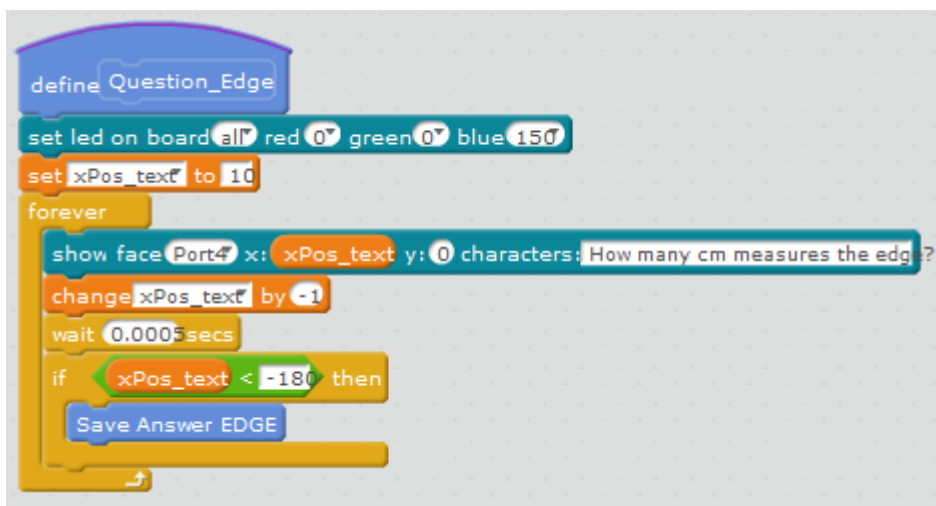 define Question_Edge
set led on board all red 0 green 0 blue 150
set xPos_text to 10
forever
show face Port4 x: xPos_text y: 0 characters: How many cm measures the edge?
change xPos_text by -1
wait 0.0005 secs
if xPos_text < -180 then
Save Answer EDGE